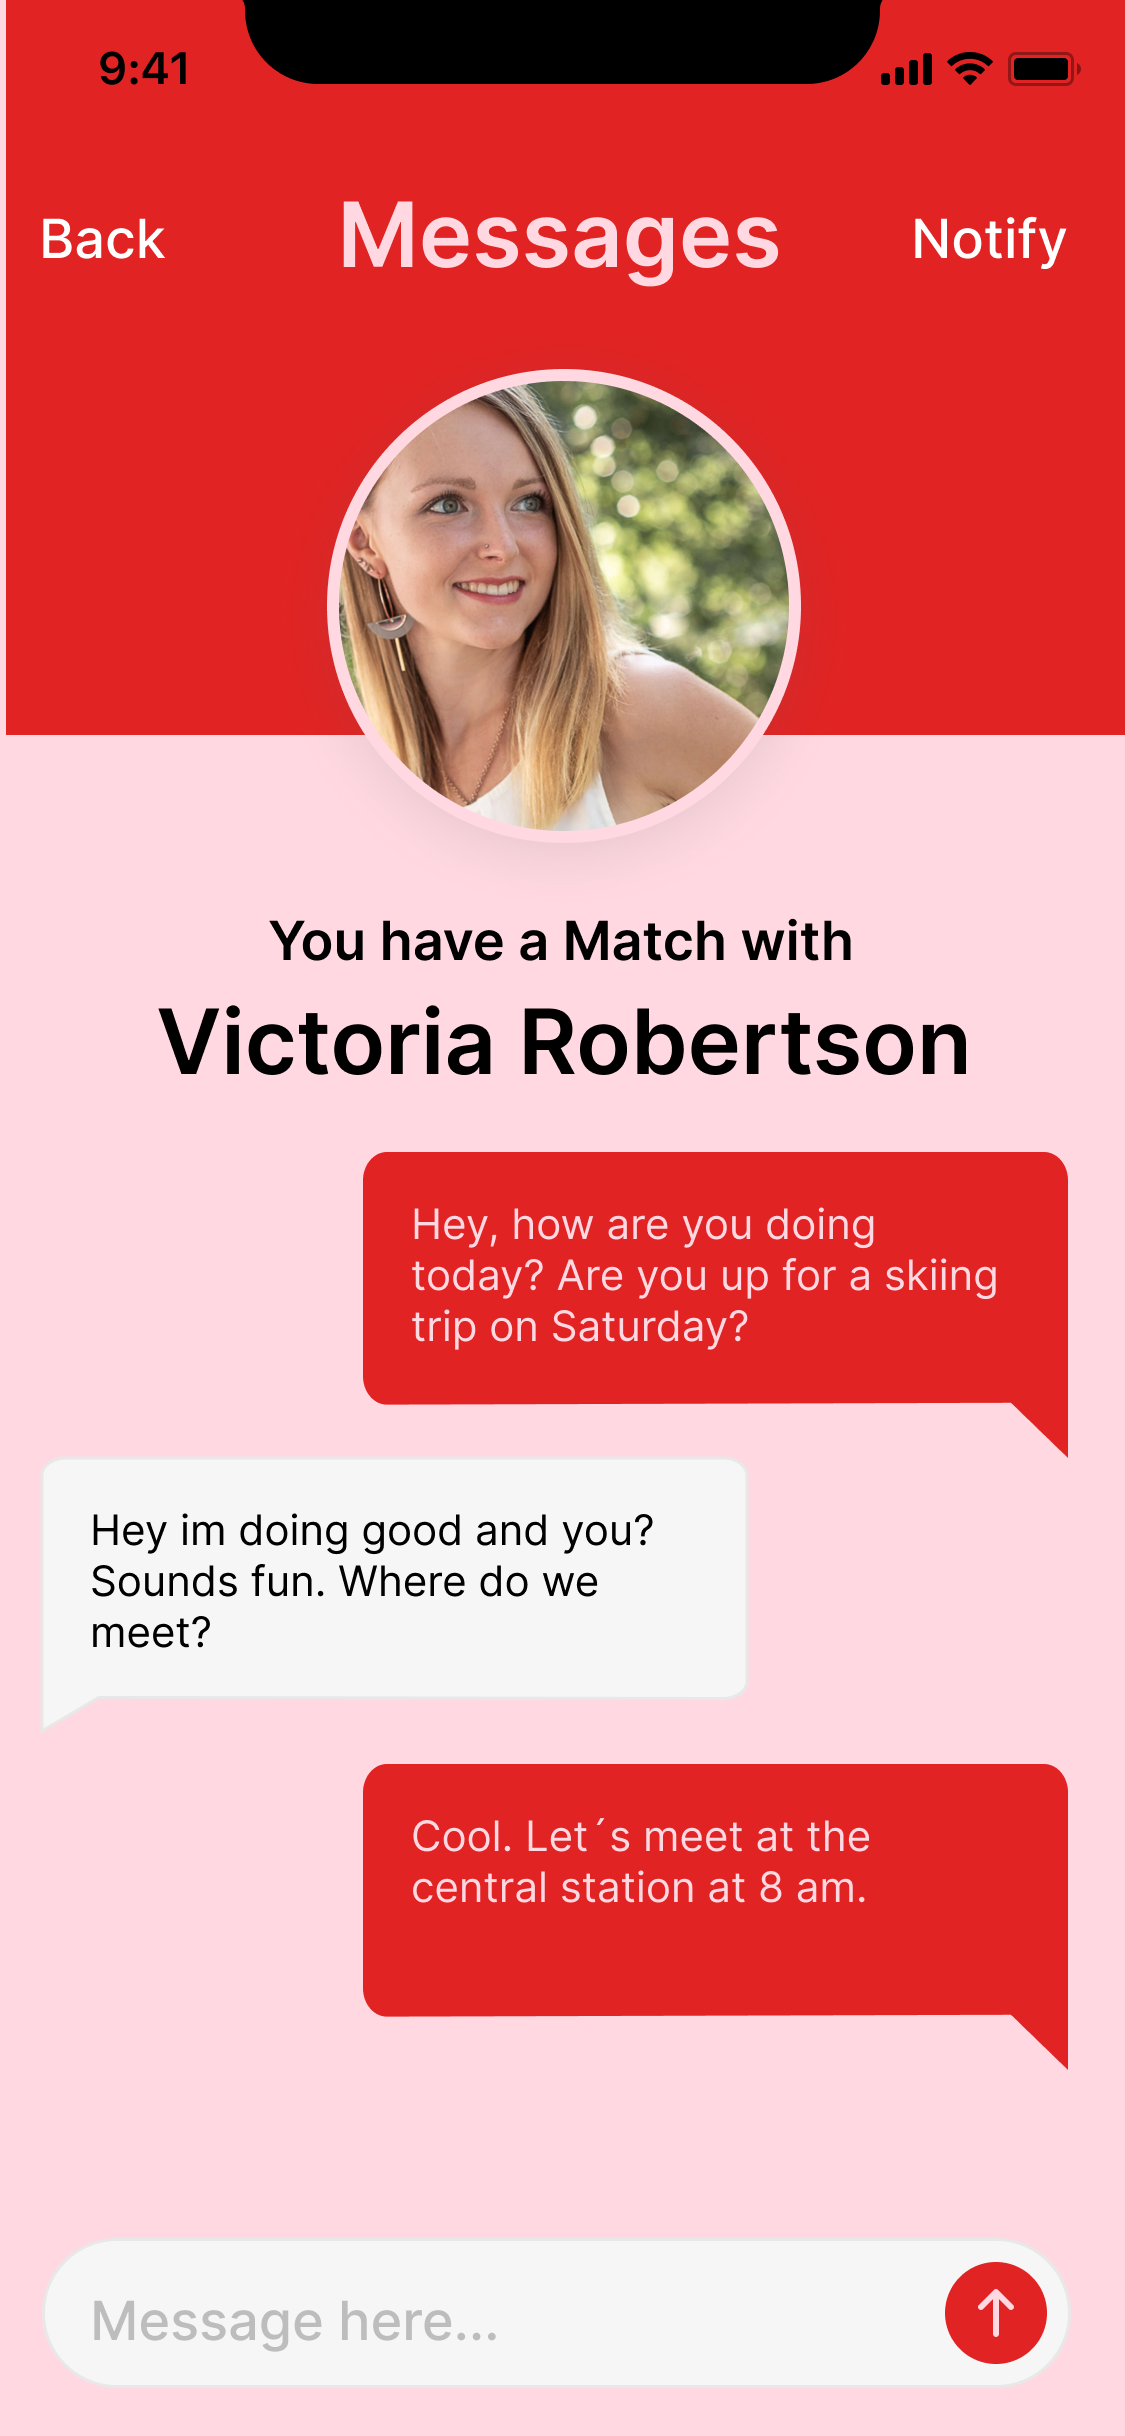 9:41
Back
Messages
Notify
You have a Match with
Victoria Robertson
Hey, how are you doing
today? Are you up for a skiing
trip on Saturday?
Hey im doing good and you?
Sounds fun. Where do we
meet?
Cool. Let´s meet at the
central station at 8 am.
Message here...